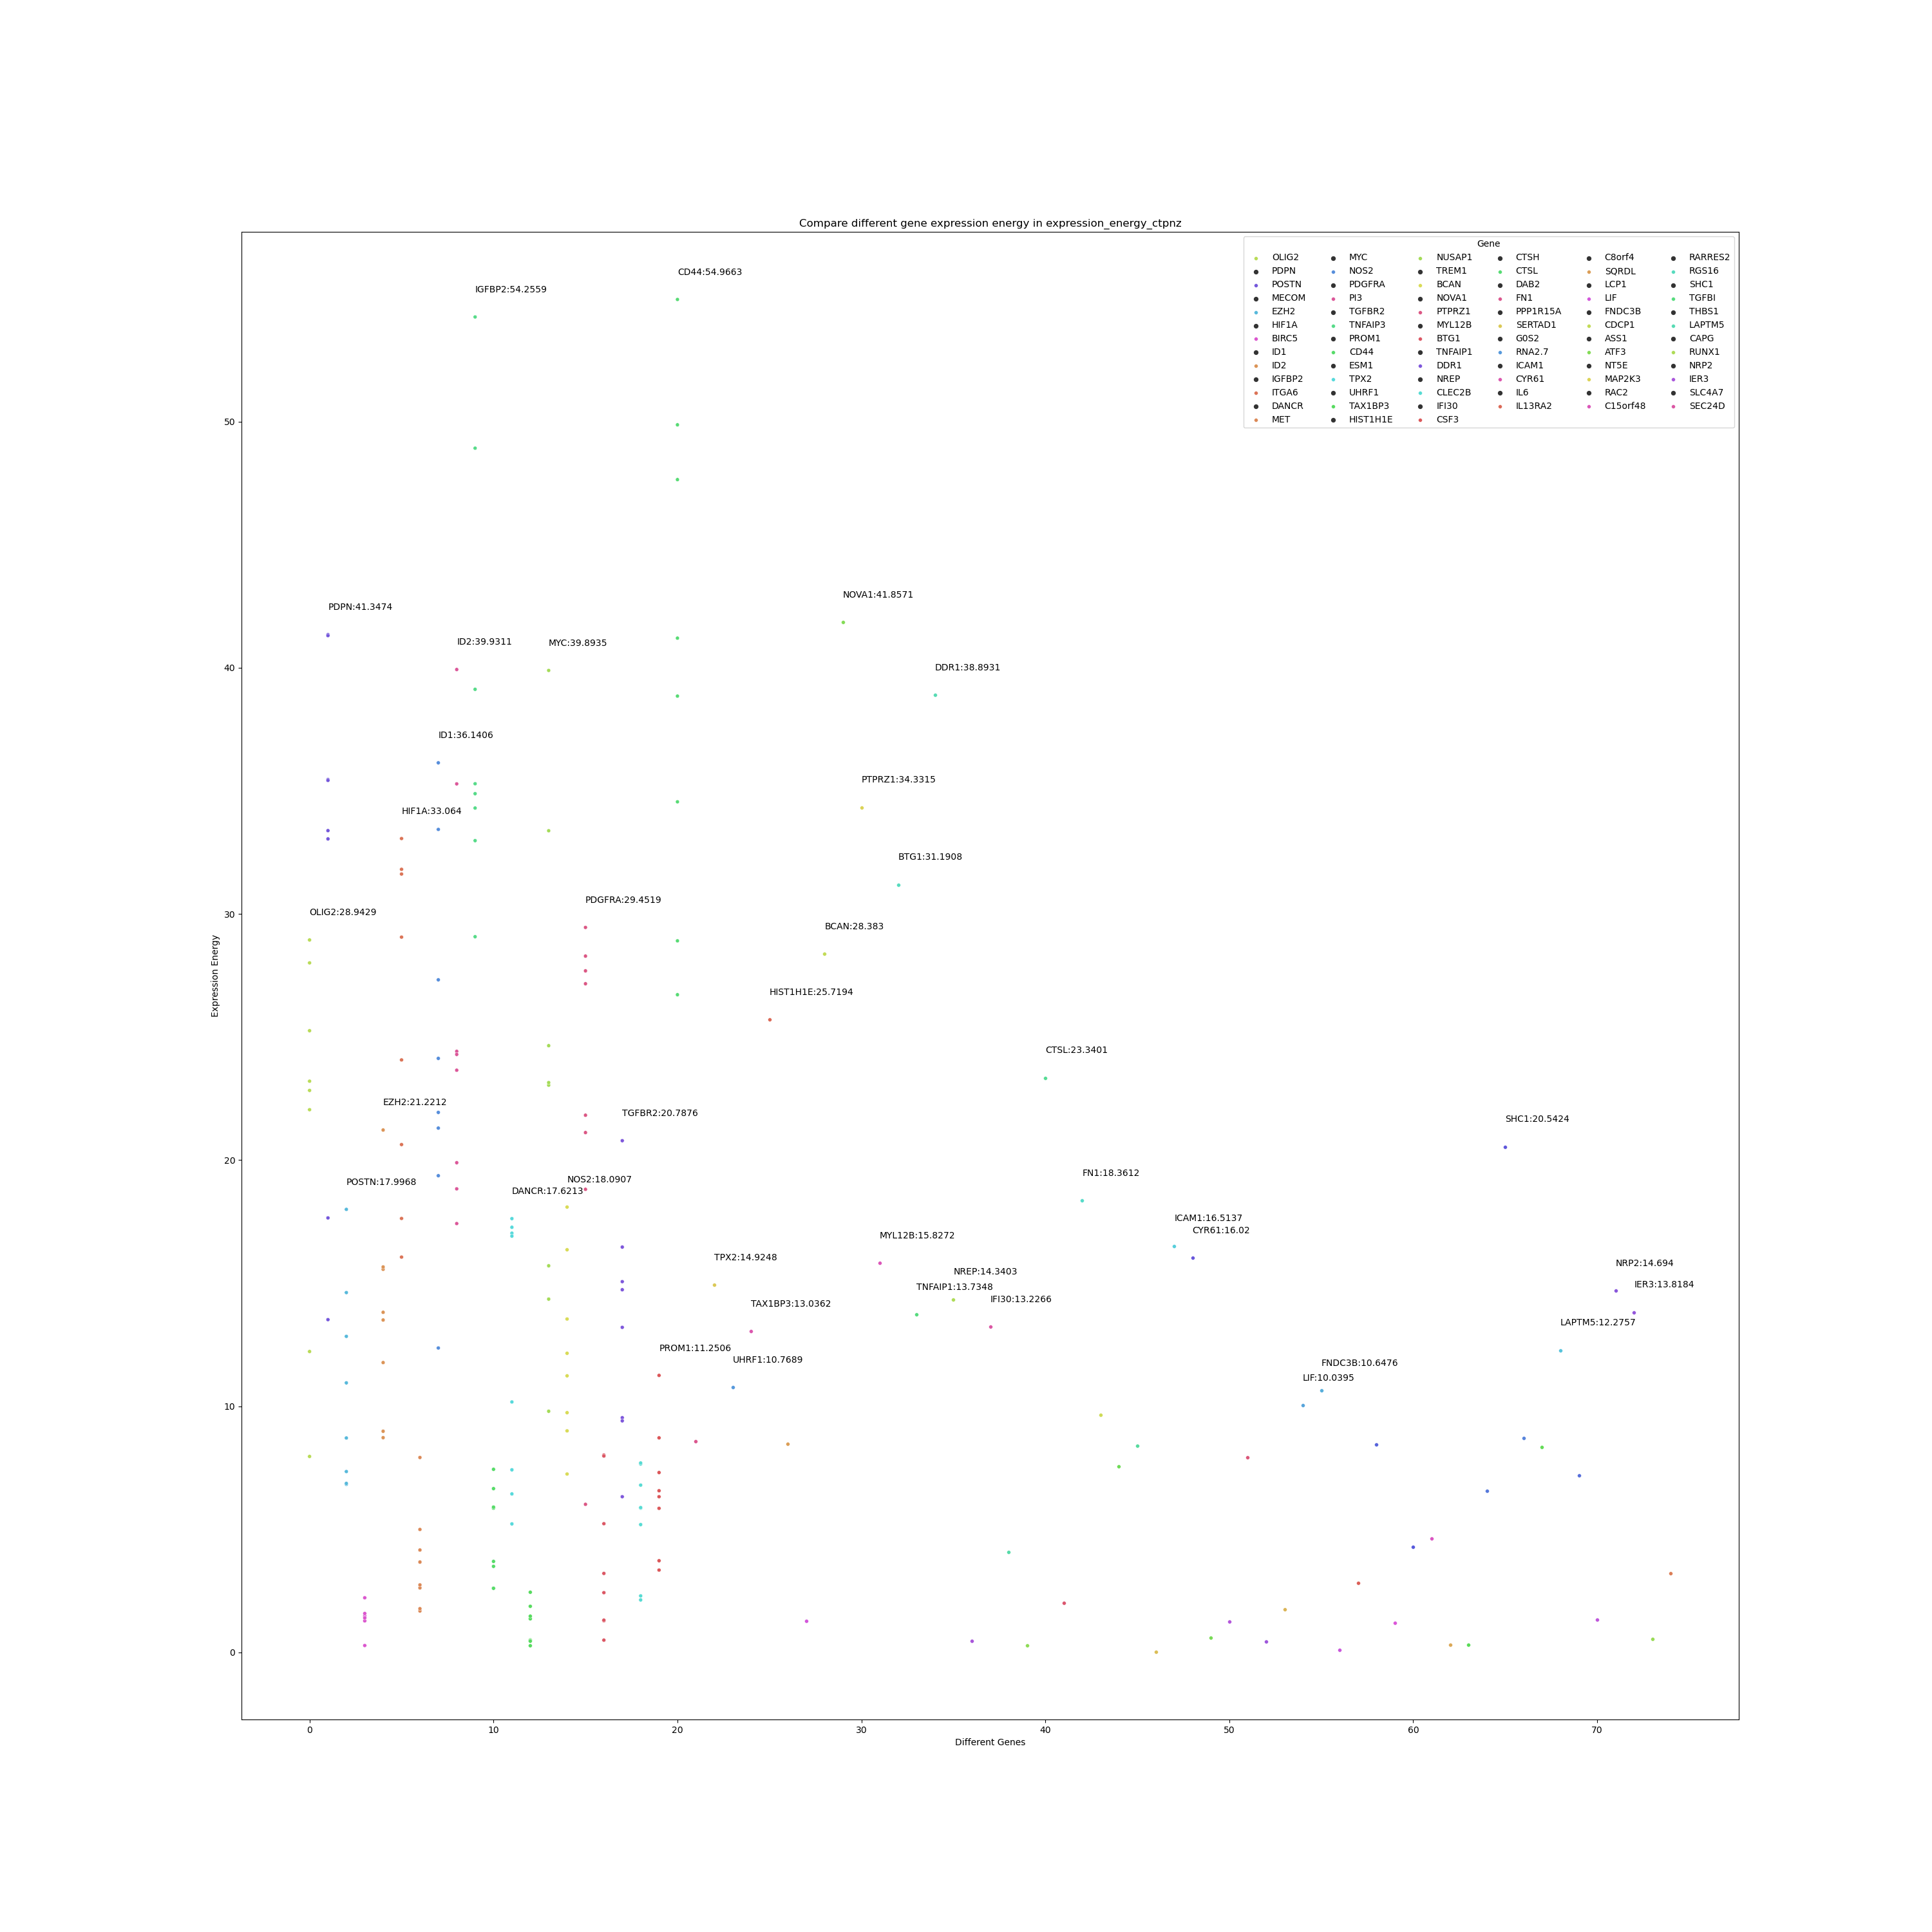 Compare different gene expression energy in expression_energy_ctpnz
Gene
OLIG2 MYC NUSAP1 CTSH C8orf4 RARRES2
PDPN NOS2 TREM1 CTSL SQRDL RGS16
POSTN PDGFRA BCAN DAB2 LCP1 SHC1
MECOM PI3 NOVA1 FN1 LIF TGFBI
EZH2 TGFBR2 PTPRZ1 PPP1R15A FNDC3B THBS1
HIF1A TNFAIP3 MYL12B SERTAD1 CDCP1 LAPTM5
BIRC5 PROM1 BTG1 G0S2 ASS1 CAPG
ID1 CD44 TNFAIP1 RNA2.7 ATF3 RUNX1
ID2 ESM1 DDR1 ICAM1 NT5E NRP2
IGFBP2 TPX2 NREP CYR61 MAP2K3 IER3
ITGA6 UHRF1 CLEC2B IL6 RAC2 SLC4A7
DANCR TAX1BP3 IFI30 IL13RA2 C15orf48 SEC24D
MET HIST1H1E CSF3
CD44:54.9663
IGFBP2:54.2559
50
NOVA1:41.8571
PDPN:41.3474
ID2:39.9311
MYC:39.8935
40
DDR1:38.8931
ID1:36.1406
PTPRZ1:34.3315
HIF1A:33.064
BTG1:31.1908
PDGFRA:29.4519
30
OLIG2:28.9429
BCAN:28.383
Expression Energy
HIST1H1E:25.7194
CTSL:23.3401
EZH2:21.2212
TGFBR2:20.7876
SHC1:20.5424
20
FN1:18.3612
NOS2:18.0907
POSTN:17.9968
DANCR:17.6213
ICAM1:16.5137
CYR61:16.02
MYL12B:15.8272
TPX2:14.9248
NRP2:14.694
NREP:14.3403
IER3:13.8184
TNFAIP1:13.7348
IFI30:13.2266
TAX1BP3:13.0362
LAPTM5:12.2757
PROM1:11.2506
UHRF1:10.7689
FNDC3B:10.6476
LIF:10.0395
10
0
0 10 20 30 40 50 60 70
Different Genes